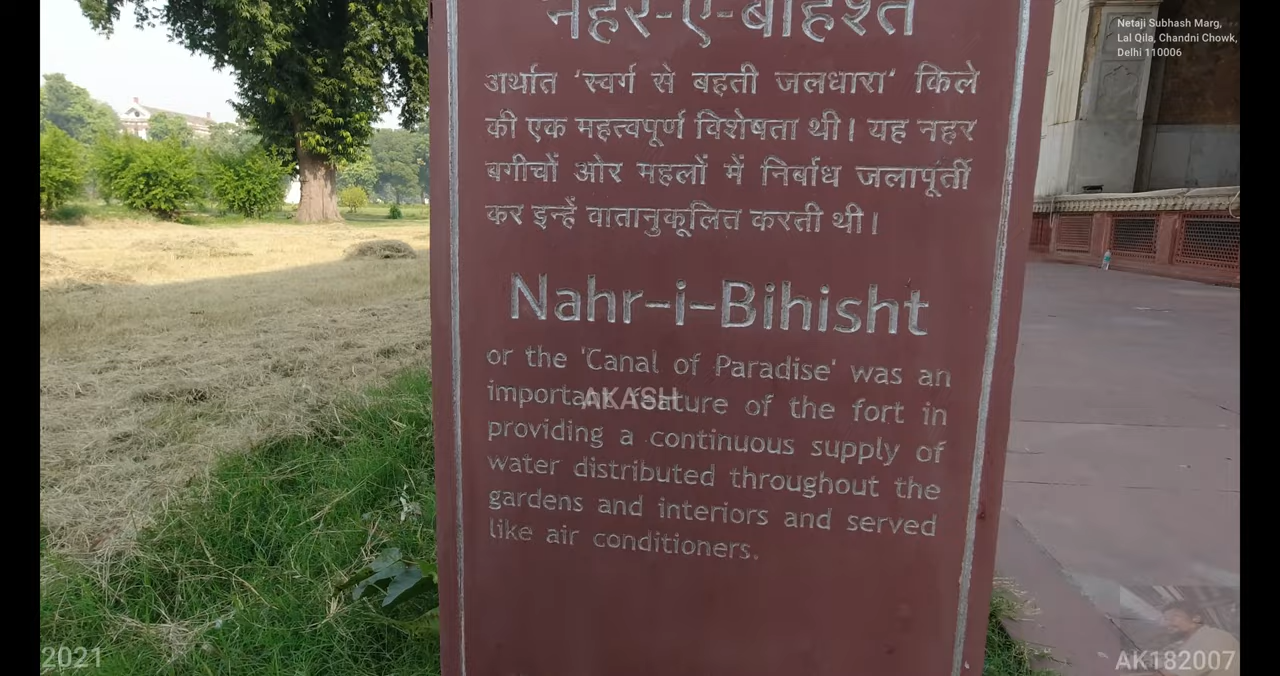 नहर-ए-बहिश्त
अर्थात 'स्वर्ग से बहती जलधारा' किले
की एक महत्त्वपूर्ण विशेषता थी। यह नहर
बगीचों ओर महलों में निर्बाध जलापूर्ती
कर इन्हें वातानुकूलित करती थी।
Nahr-i-Bihisht
or the 'Canal of Paradise' was an
important feature of the fort in
providing a continuous supply of
water distributed throughout the
gardens and interiors and served
like air conditioners.
AKASH
Netaji Subhash Marg,
Lal Qila, Chandni Chowk,
Delhi 110006
2021
AK182007